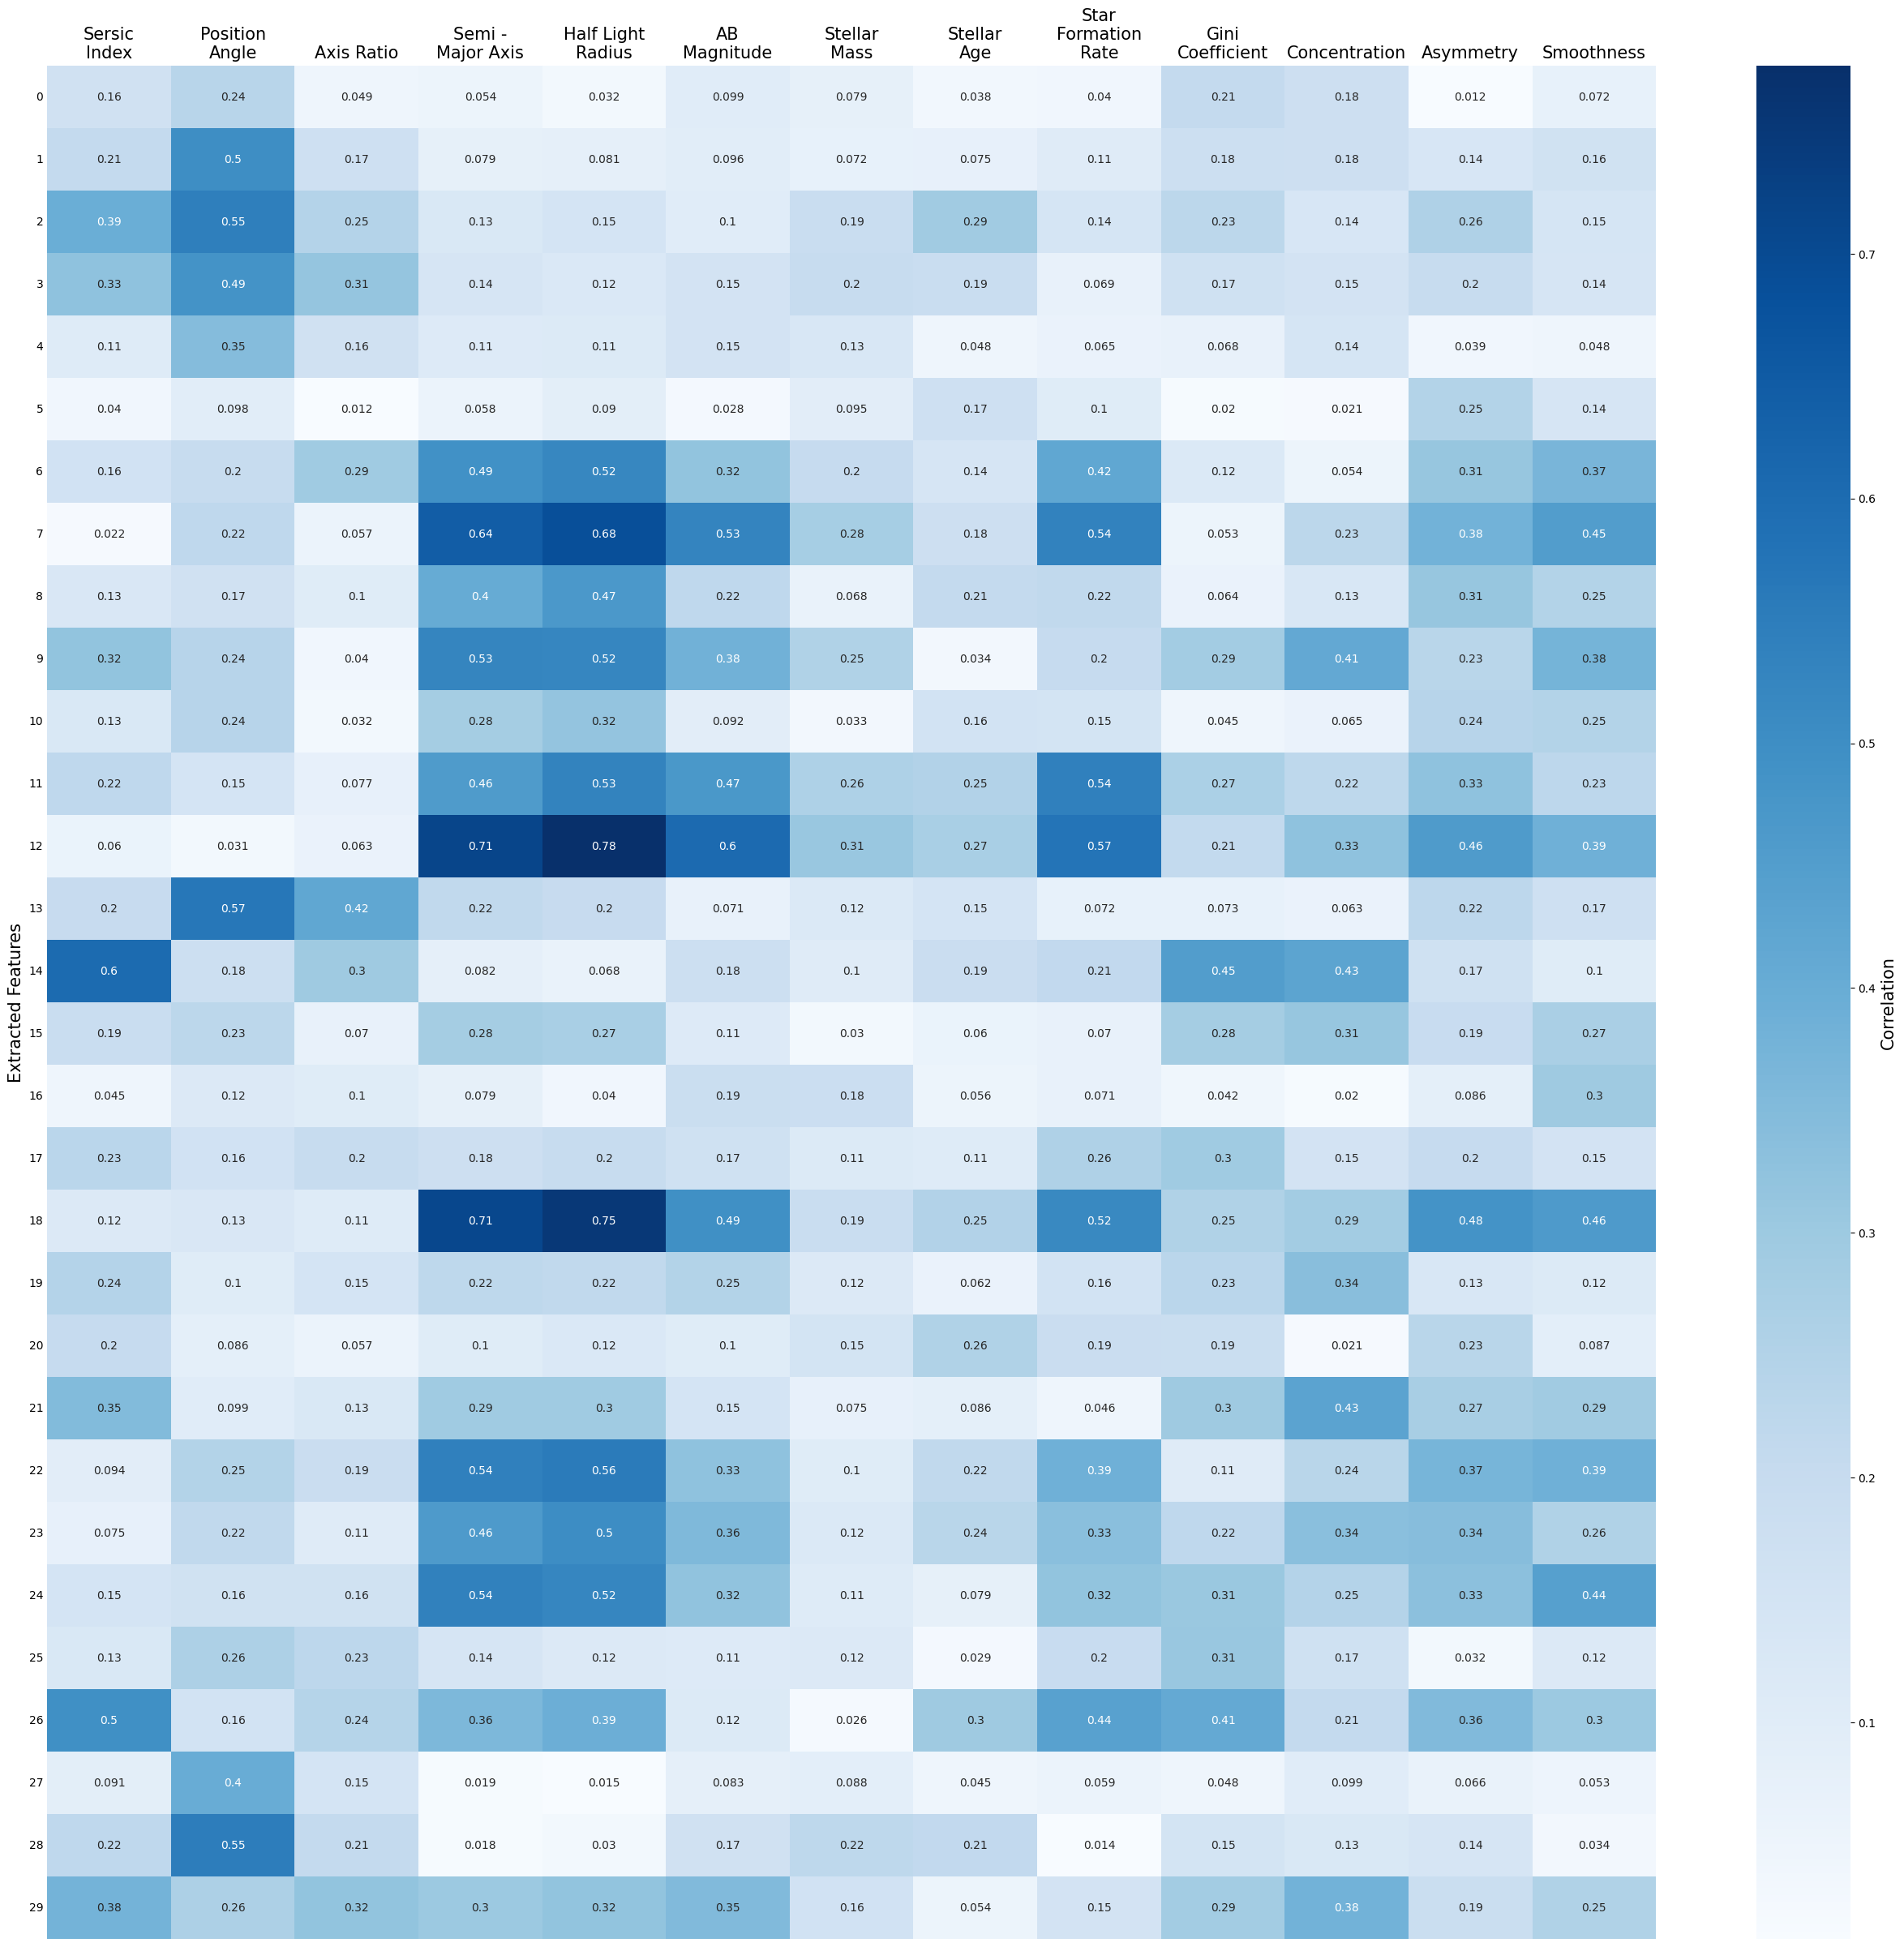 Star
Sersic Position Semi - Half Light AB Stellar Stellar Formation Gini
Index Angle Axis Ratio Major Axis Radius Magnitude Mass Age Rate Coefficient Concentration Asymmetry Smoothness
0 0.16 0.24 0.049 0.054 0.032 0.099 0.079 0.038 0.04 0.21 0.18 0.012 0.072
1 0.21 0.5 0.17 0.079 0.081 0.096 0.072 0.075 0.11 0.18 0.18 0.14 0.16
2 0.39 0.55 0.25 0.13 0.15 0.1 0.19 0.29 0.14 0.23 0.14 0.26 0.15
0.7
3 0.33 0.49 0.31 0.14 0.12 0.15 0.2 0.19 0.069 0.17 0.15 0.2 0.14
4 0.11 0.35 0.16 0.11 0.11 0.15 0.13 0.048 0.065 0.068 0.14 0.039 0.048
5 0.04 0.098 0.012 0.058 0.09 0.028 0.095 0.17 0.1 0.02 0.021 0.25 0.14
6 0.16 0.2 0.29 0.49 0.52 0.32 0.2 0.14 0.42 0.12 0.054 0.31 0.37
0.6
7 0.022 0.22 0.057 0.64 0.68 0.53 0.28 0.18 0.54 0.053 0.23 0.38 0.45
8 0.13 0.17 0.1 0.4 0.47 0.22 0.068 0.21 0.22 0.064 0.13 0.31 0.25
9 0.32 0.24 0.04 0.53 0.52 0.38 0.25 0.034 0.2 0.29 0.41 0.23 0.38
10 0.13 0.24 0.032 0.28 0.32 0.092 0.033 0.16 0.15 0.045 0.065 0.24 0.25
0.5
11 0.22 0.15 0.077 0.46 0.53 0.47 0.26 0.25 0.54 0.27 0.22 0.33 0.23
12 0.06 0.031 0.063 0.71 0.78 0.6 0.31 0.27 0.57 0.21 0.33 0.46 0.39
13 0.2 0.57 0.42 0.22 0.2 0.071 0.12 0.15 0.072 0.073 0.063 0.22 0.17
14 0.6 0.18 0.3 0.082 0.068 0.18 0.1 0.19 0.21 0.45 0.43 0.17 0.1
0.4
Extracted Features
Correlation
15 0.19 0.23 0.07 0.28 0.27 0.11 0.03 0.06 0.07 0.28 0.31 0.19 0.27
16 0.045 0.12 0.1 0.079 0.04 0.19 0.18 0.056 0.071 0.042 0.02 0.086 0.3
17 0.23 0.16 0.2 0.18 0.2 0.17 0.11 0.11 0.26 0.3 0.15 0.2 0.15
18 0.12 0.13 0.11 0.71 0.75 0.49 0.19 0.25 0.52 0.25 0.29 0.48 0.46
0.3
19 0.24 0.1 0.15 0.22 0.22 0.25 0.12 0.062 0.16 0.23 0.34 0.13 0.12
20 0.2 0.086 0.057 0.1 0.12 0.1 0.15 0.26 0.19 0.19 0.021 0.23 0.087
21 0.35 0.099 0.13 0.29 0.3 0.15 0.075 0.086 0.046 0.3 0.43 0.27 0.29
22 0.094 0.25 0.19 0.54 0.56 0.33 0.1 0.22 0.39 0.11 0.24 0.37 0.39
0.2
23 0.075 0.22 0.11 0.46 0.5 0.36 0.12 0.24 0.33 0.22 0.34 0.34 0.26
24 0.15 0.16 0.16 0.54 0.52 0.32 0.11 0.079 0.32 0.31 0.25 0.33 0.44
25 0.13 0.26 0.23 0.14 0.12 0.11 0.12 0.029 0.2 0.31 0.17 0.032 0.12
26 0.5 0.16 0.24 0.36 0.39 0.12 0.026 0.3 0.44 0.41 0.21 0.36 0.3
0.1
27 0.091 0.4 0.15 0.019 0.015 0.083 0.088 0.045 0.059 0.048 0.099 0.066 0.053
28 0.22 0.55 0.21 0.018 0.03 0.17 0.22 0.21 0.014 0.15 0.13 0.14 0.034
29 0.38 0.26 0.32 0.3 0.32 0.35 0.16 0.054 0.15 0.29 0.38 0.19 0.25